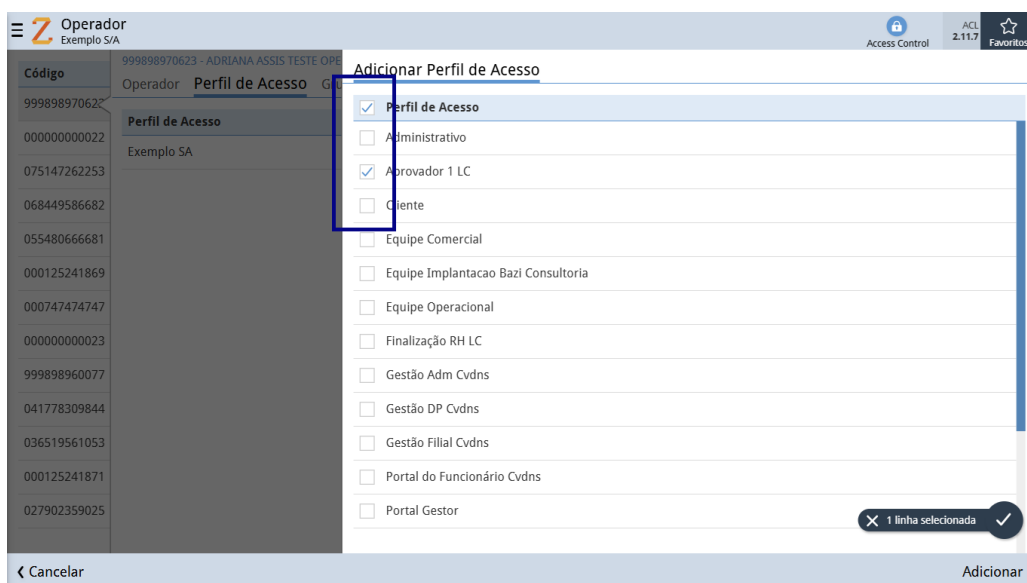 Operador
Exemplo S/A
Access Control
ACL
2.11.7
Favoritos
Código
999898970623
000000000022
075147262253
068449586682
055480666681
000125241869
000747474747
000000000023
999898960077
041778309844
036519561053
000125241871
027902359025
999898970623 - ADRIANA ASSIS TESTE OPE
Operador Perfil de Acesso
Perfil de Acesso
Exemplo SA
Adicionar Perfil de Acesso
Perfil de Acesso
Administrativo
Aprovador 1 LC
Cliente
Equipe Comercial
Equipe Implantacao Bazi Consultoria
Equipe Operacional
Finalização RH LC
Gestão Adm Cvdns
Gestão DP Cvdns
Gestão Filial Cvdns
Portal do Funcionário Cvdns
Portal Gestor
1 linha selecionada
Cancelar
Adicionar